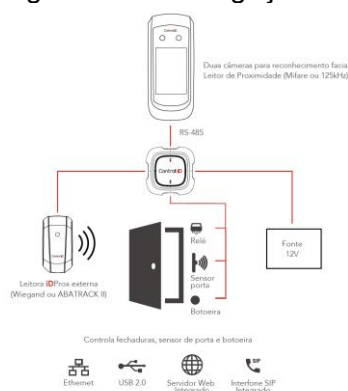 Duas câmeras para reconhecimento facia
Leitor de Proximidade (Mifare ou 125kHz)
RS-485
ControliD
Relé
Sensor
porta
Botoeira
Fonte
12V
Leitora iDProx externa
(Wiegand ou ABATRACK II)
Controla fechaduras, sensor de porta e botoeira
SIP
Ethernet
USB 2.0
Servidor Web
Integrado
Interfone SIP
Integrado